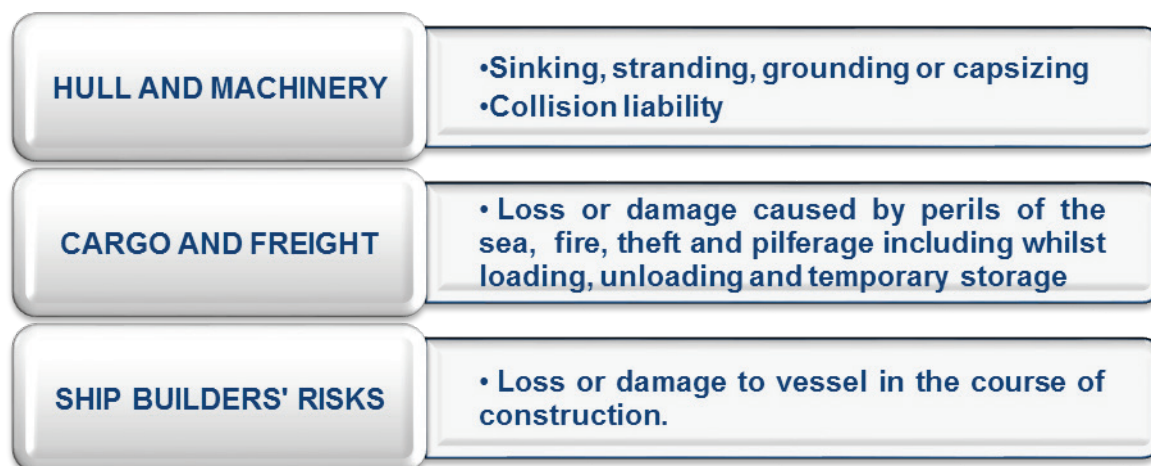 HULL AND MACHINERY
•Sinking, stranding, grounding or capsizing
•Collision liability
CARGO AND FREIGHT
• Loss or damage caused by perils of the
sea, fire, theft and pilferage including whilst
loading, unloading and temporary storage
SHIP BUILDERS' RISKS
• Loss or damage to vessel in the course of
construction.